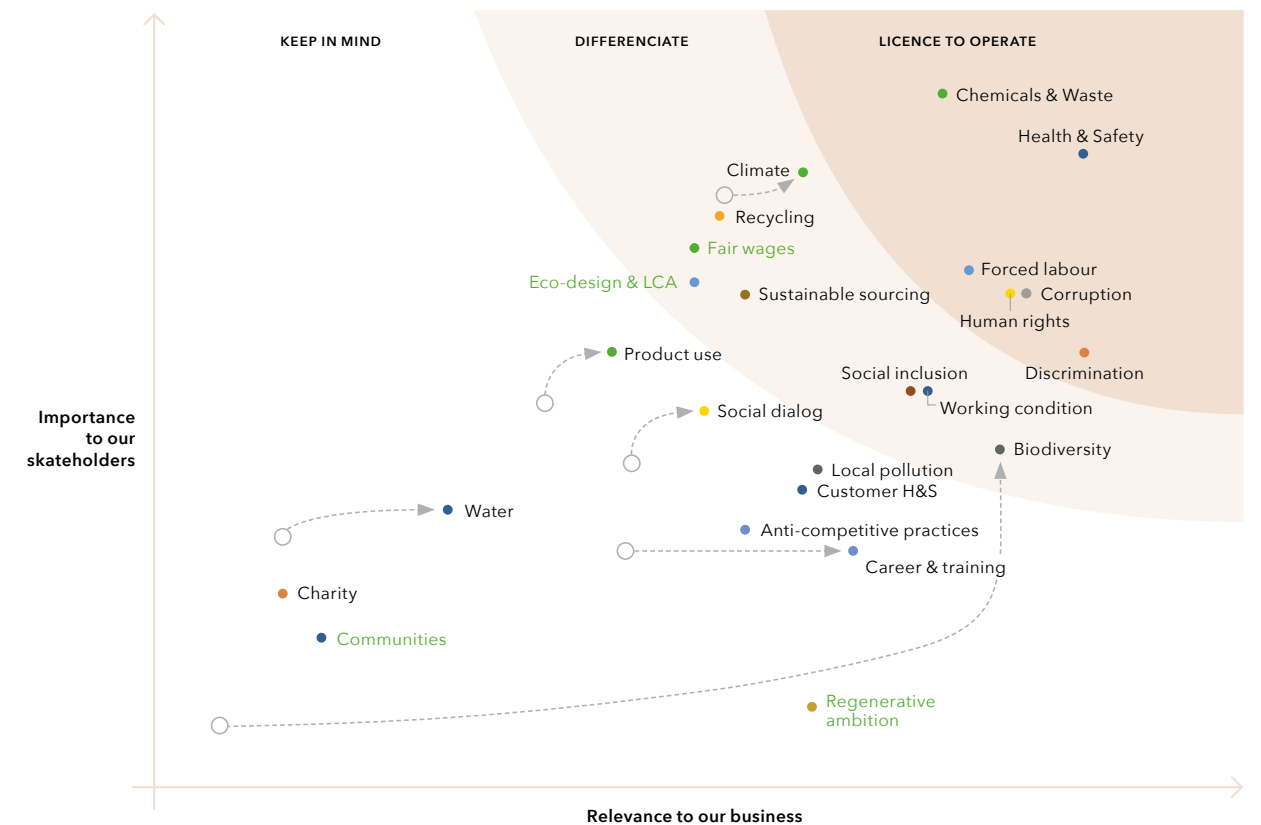 KEEP IN MIND
DIFFERENCIATE
LICENCE TO OPERATE
Chemicals & Waste
Health & Safety
Climate
Recycling
Fair wages
Forced labour
Eco-design & LCA
Sustainable sourcing
Corruption
Human rights
Product use
Social inclusion
Discrimination
Social dialog
Working condition
Importance
to our
skateholders
Biodiversity
Local pollution
Customer H&S
Water
Anti-competitive practices
Career & training
Charity
Communities
Regenerative
ambition
Relevance to our business